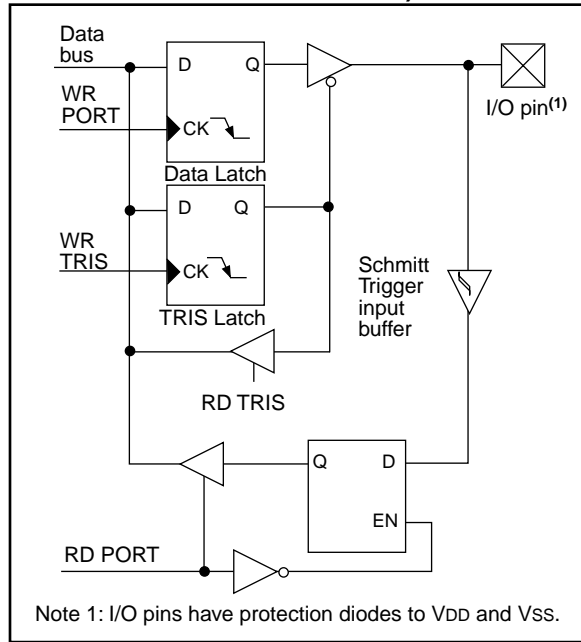 Data
bus
D
Q
WR
PORT
CK
I/O pin(1)
Data Latch
D
Q
WR
TRIS
CK
TRIS Latch
Schmitt
Trigger
input
buffer
RD TRIS
Q
D
EN
RD PORT
Note 1: I/O pins have protection diodes to VDD and VSS.